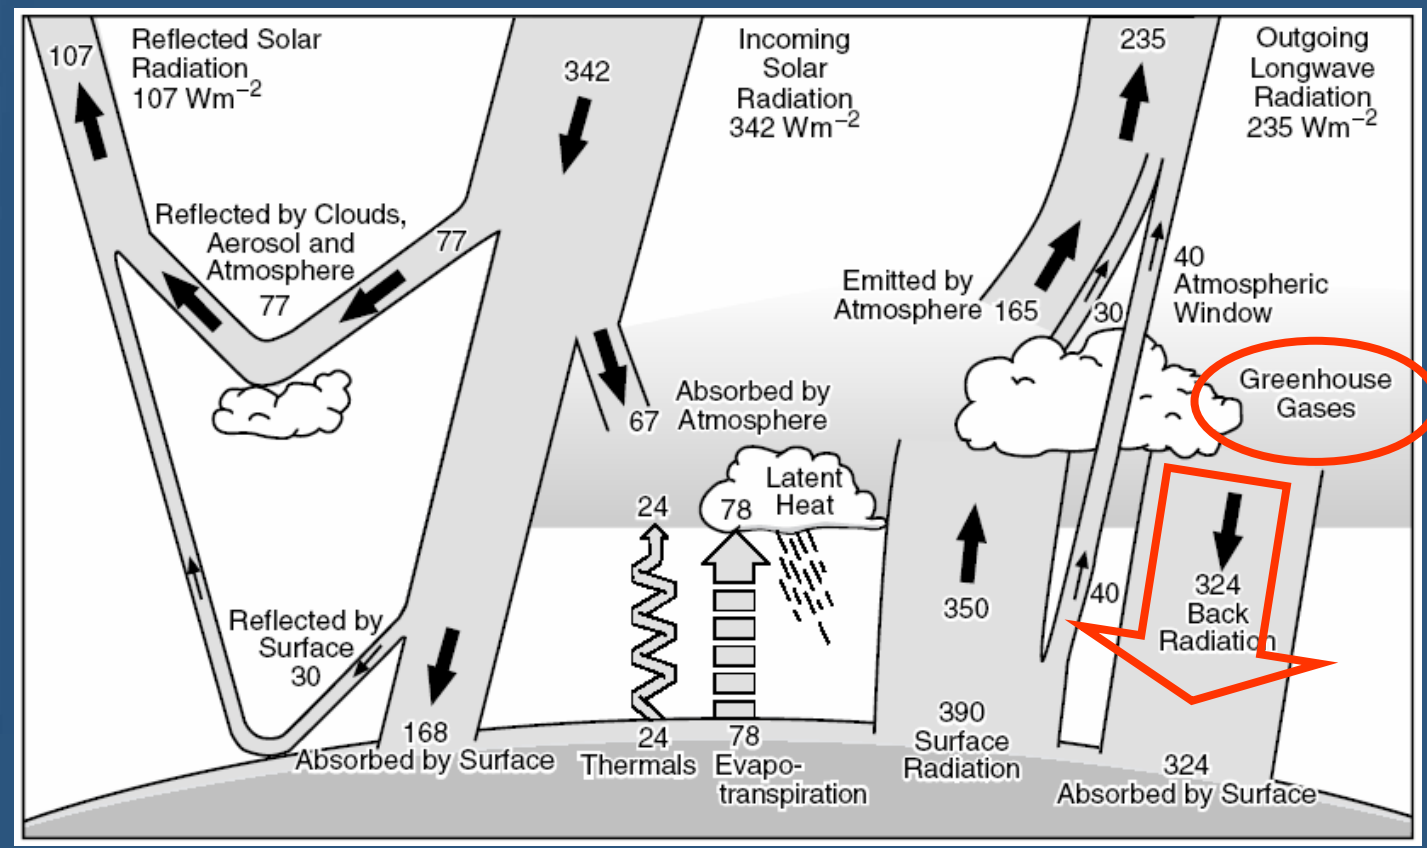 107
Reflected Solar
Radiation
107 Wm−2
342
Incoming
Solar
Radiation
342 Wm−2
235
Outgoing
Longwave
Radiation
235 Wm−2
Reflected by Clouds,
Aerosol and
Atmosphere
77
77
Emitted by
Atmosphere
165
30
40
Atmospheric
Window
Greenhouse
Gases
67
Absorbed by
Atmosphere
24
78
Latent
Heat
350
40
324
Back
Radiation
Reflected by
Surface
30
168
Absorbed by Surface
24
Thermals
78
Evapo-
transpiration
390
Surface
Radiation
324
Absorbed by Surface